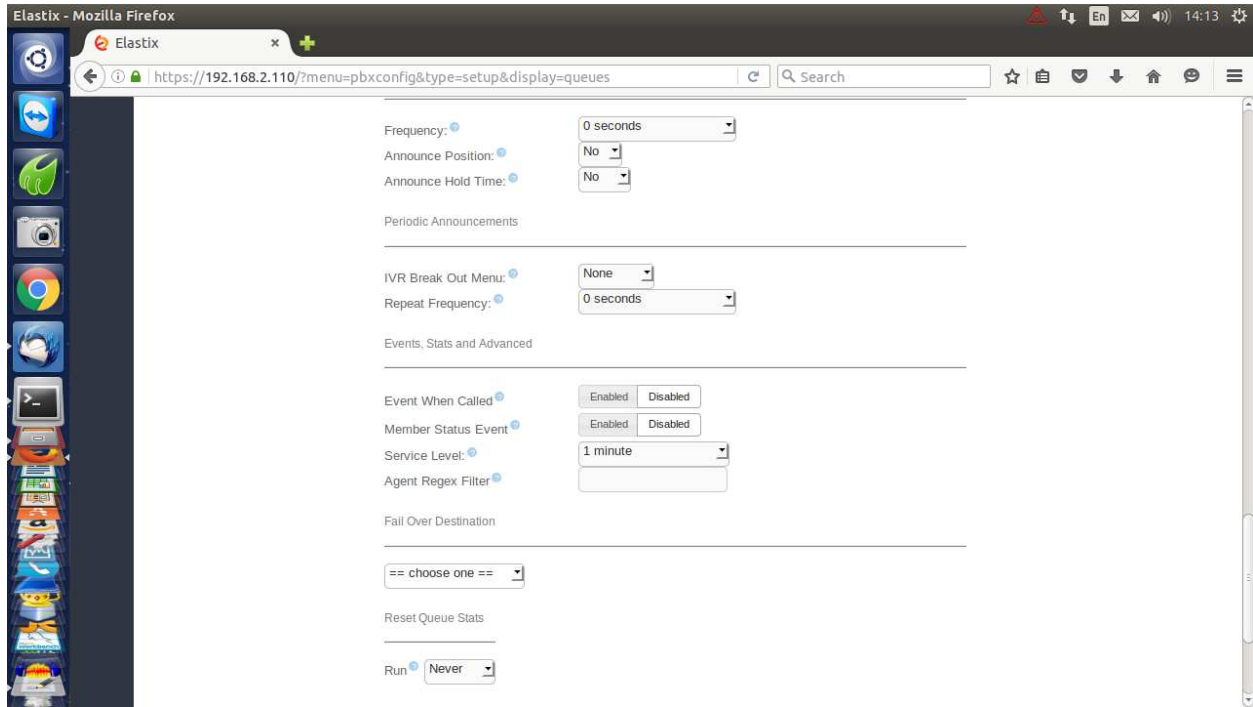 Elastix - Mozilla Firefox
En
14:13
Elastix
https://192.168.2.110/?menu=pbxconfig&type=setup&display=queues
Search
Frequency:
0 seconds
Announce Position:
No
Announce Hold Time:
No
Periodic Announcements
IVR Break Out Menu:
None
Repeat Frequency:
0 seconds
Events, Stats and Advanced
Event When Called
Enabled
Disabled
Member Status Event
Enabled
Disabled
Service Level:
1 minute
Agent Regex Filter
Fail Over Destination
== choose one ==
Reset Queue Stats
Run
Never